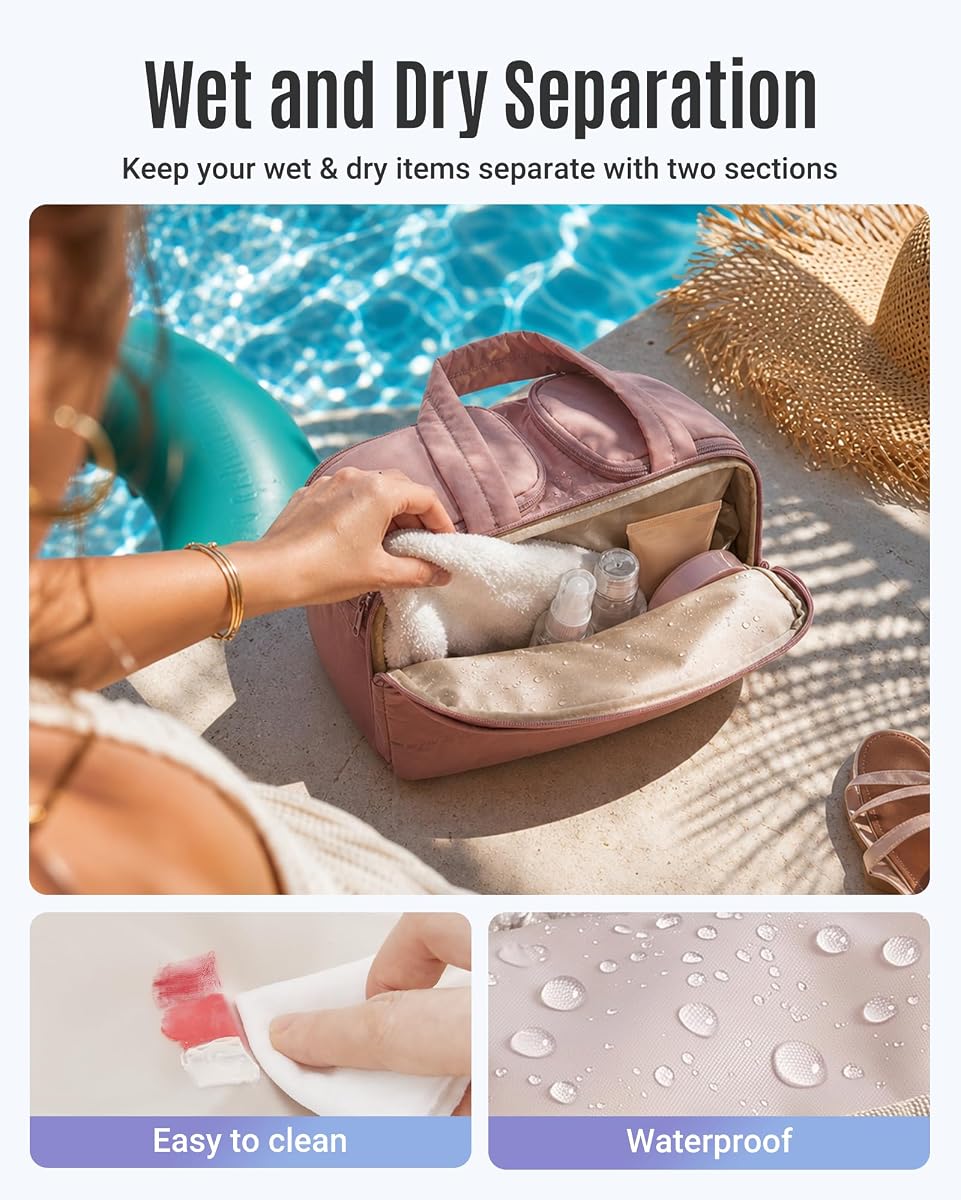 Wet and Dry Separation
Keep your wet & dry items separate with two sections
Easy to clean
Waterproof